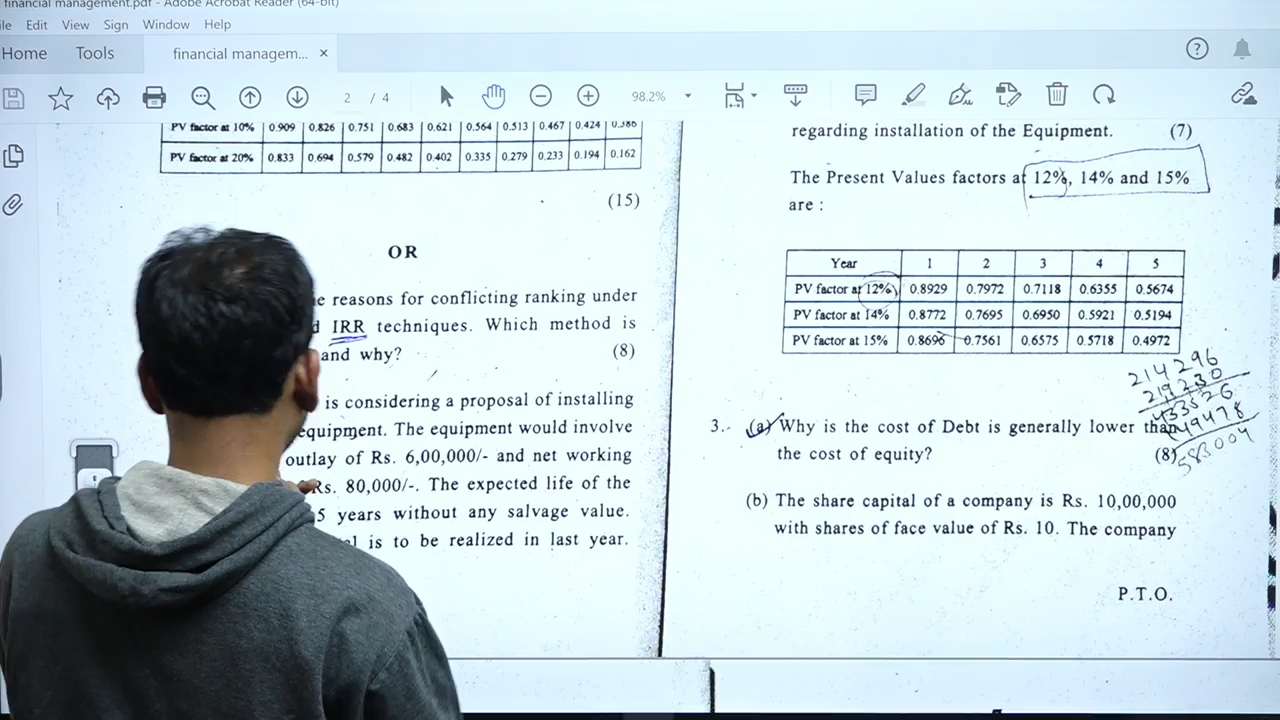 financial management.pdf - Adobe Acrobat Reader (64-bit)
File Edit View Sign Window Help
Home Tools financial managem... ×
2 / 4 98.2%
PV factor at 10% 0.909 0.826 0.751 0.683 0.621 0.564 0.513 0.467 0.424 0.386
PV factor at 20% 0.833 0.694 0.579 0.482 0.402 0.335 0.279 0.233 0.194 0.162
(15)
OR
reasons for conflicting ranking under
IRR techniques. Which method is
and why? (8)
is considering a proposal of installing
equipment. The equipment would involve
outlay of Rs. 6,00,000/- and net working
Rs. 80,000/-. The expected life of the
5 years without any salvage value.
is to be realized in last year.
regarding installation of the Equipment. (7)
The Present Values factors at 12%, 14% and 15%
are :
Year 1 2 3 4 5
PV factor at 12% 0.8929 0.7972 0.7118 0.6355 0.5674
PV factor at 14% 0.8772 0.7695 0.6950 0.5921 0.5194
PV factor at 15% 0.8696 0.7561 0.6575 0.5718 0.4972
214296
219230
433526
149478
583004
3. (a) Why is the cost of Debt is generally lower than
the cost of equity? (8)
(b) The share capital of a company is Rs. 10,00,000
with shares of face value of Rs. 10. The company
P.T.O.